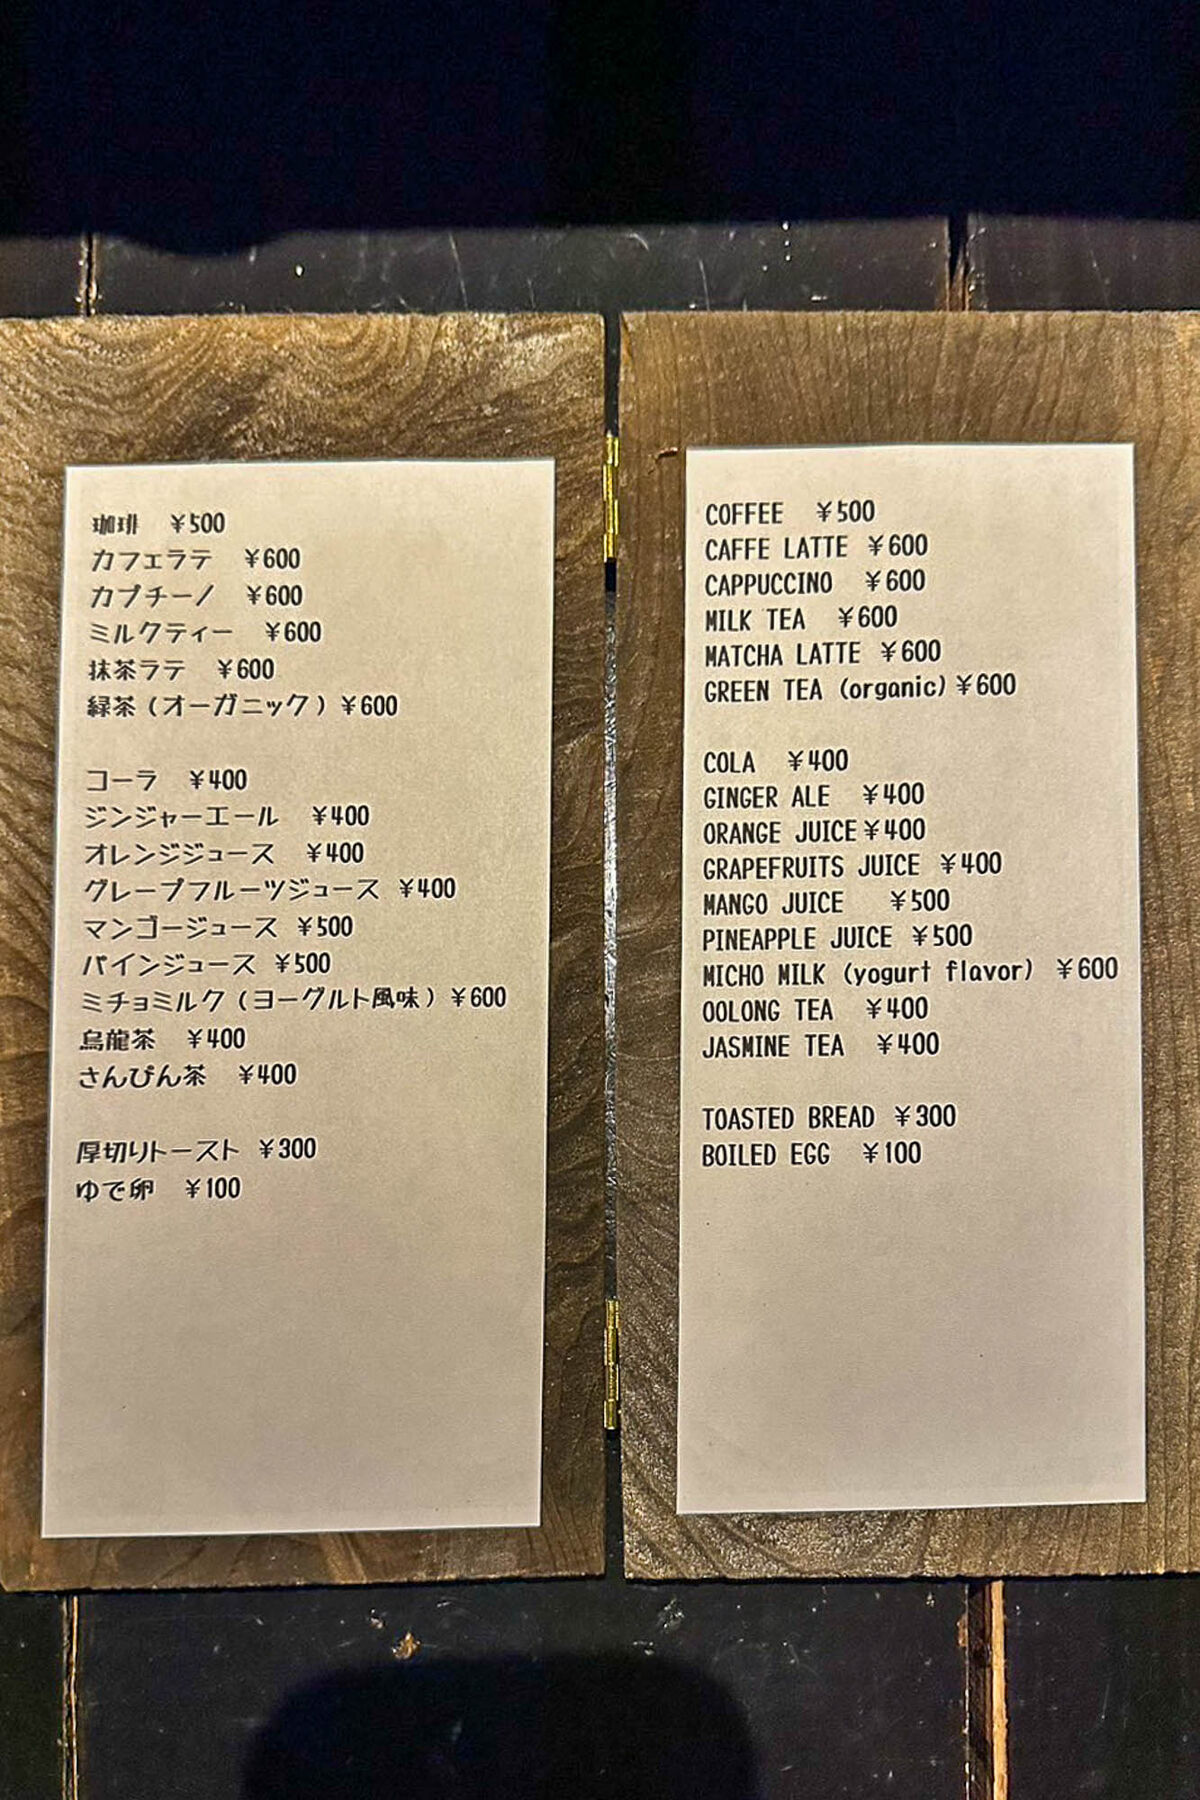 珈琲 ¥500
カフェラテ ¥600
カプチーノ ¥600
ミルクティー ¥600
抹茶ラテ ¥600
緑茶(オーガニック)¥600
コーラ ¥400
ジンジャーエール ¥400
オレンジジュース ¥400
グレープフルーツジュース ¥400
マンゴージュース ¥500
パインジュース ¥500
ミチョミルク(ヨーグルト風味)¥600
烏龍茶 ¥400
さんぴん茶 ¥400
厚切りトースト ¥300
ゆで卵 ¥100
COFFEE ¥500
CAFFE LATTE ¥600
CAPPUCCINO ¥600
MILK TEA ¥600
MATCHA LATTE ¥600
GREEN TEA (organic) ¥600
COLA ¥400
GINGER ALE ¥400
ORANGE JUICE ¥400
GRAPEFRUITS JUICE ¥400
MANGO JUICE ¥500
PINEAPPLE JUICE ¥500
MICHO MILK (yogurt flavor) ¥600
OOLONG TEA ¥400
JASMINE TEA ¥400
TOASTED BREAD ¥300
BOILED EGG ¥100